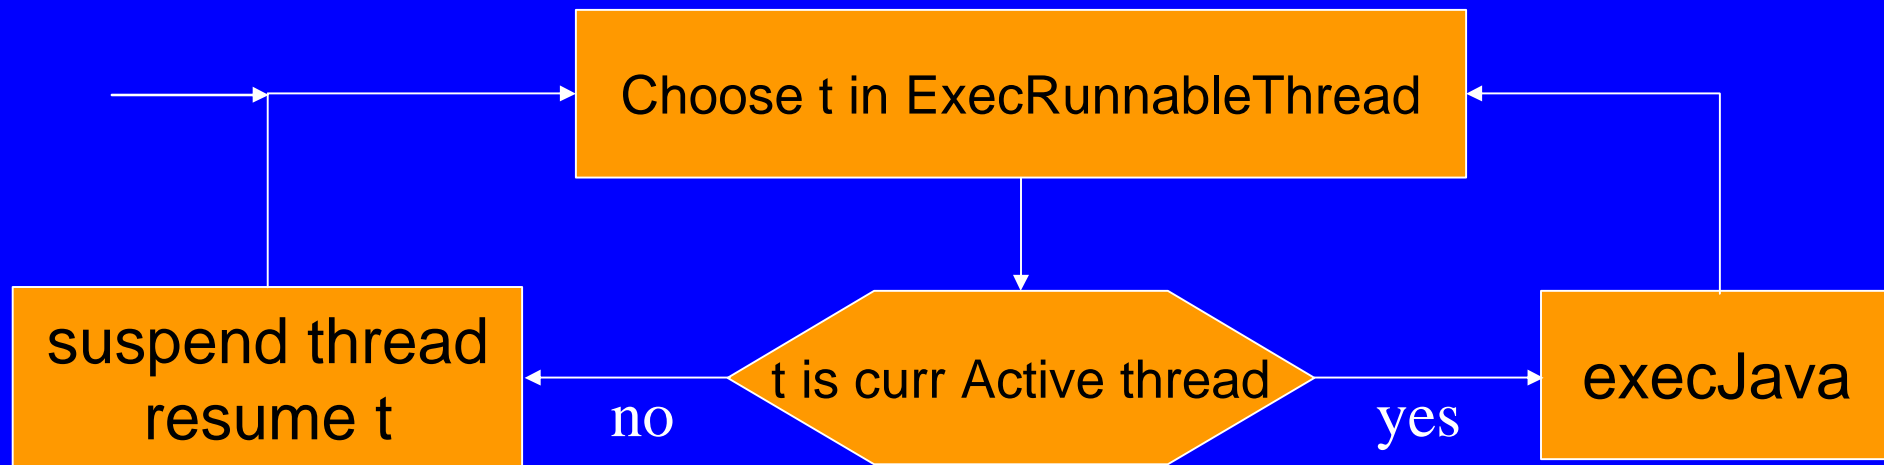 Choose t in ExecRunnableThread
suspend thread
resume t
no
t is curr Active thread
yes
execJava